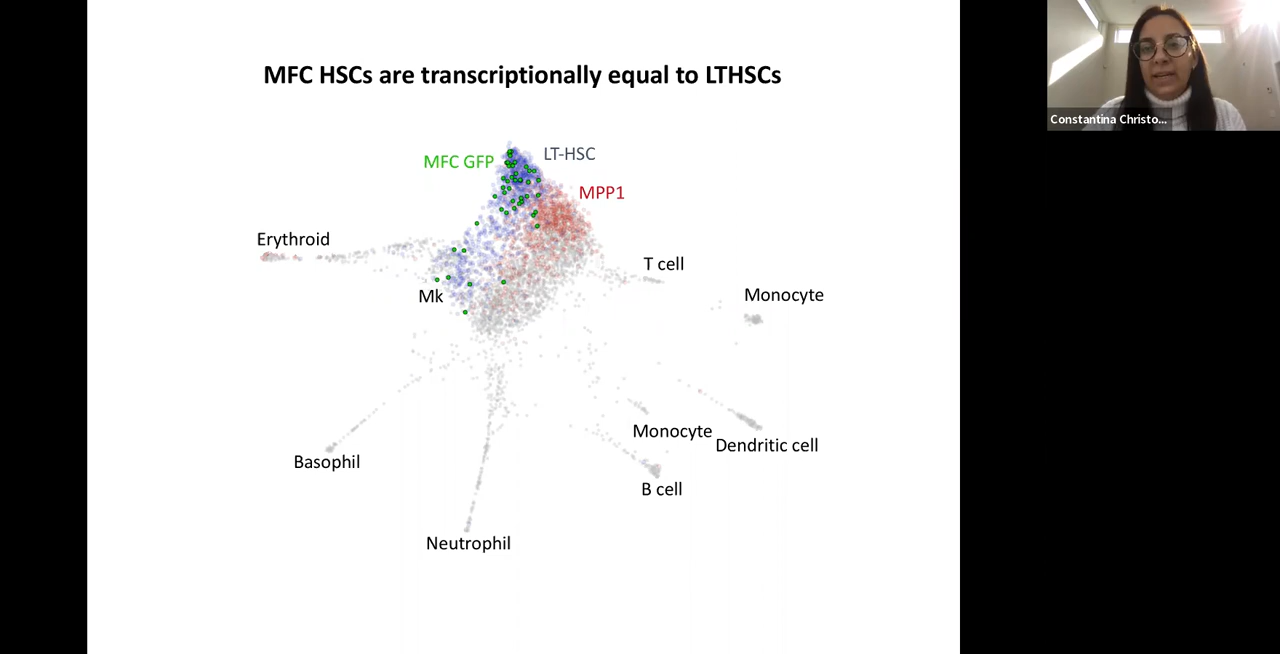 MFC HSCs are transcriptionally equal to LTHSCs
Constantina Christo...
MFC GFP
LT-HSC
MPP1
Erythroid
T cell
Mk
Monocyte
Monocyte
Dendritic cell
Basophil
B cell
Neutrophil